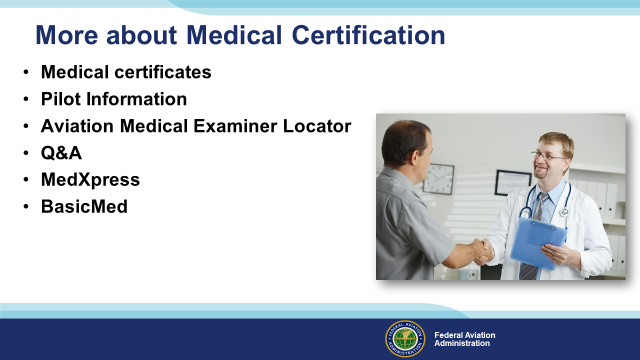 More about Medical Certification
• Medical certificates
• Pilot Information
• Aviation Medical Examiner Locator
• Q&A
• MedXpress
• BasicMed
Federal Aviation
Administration